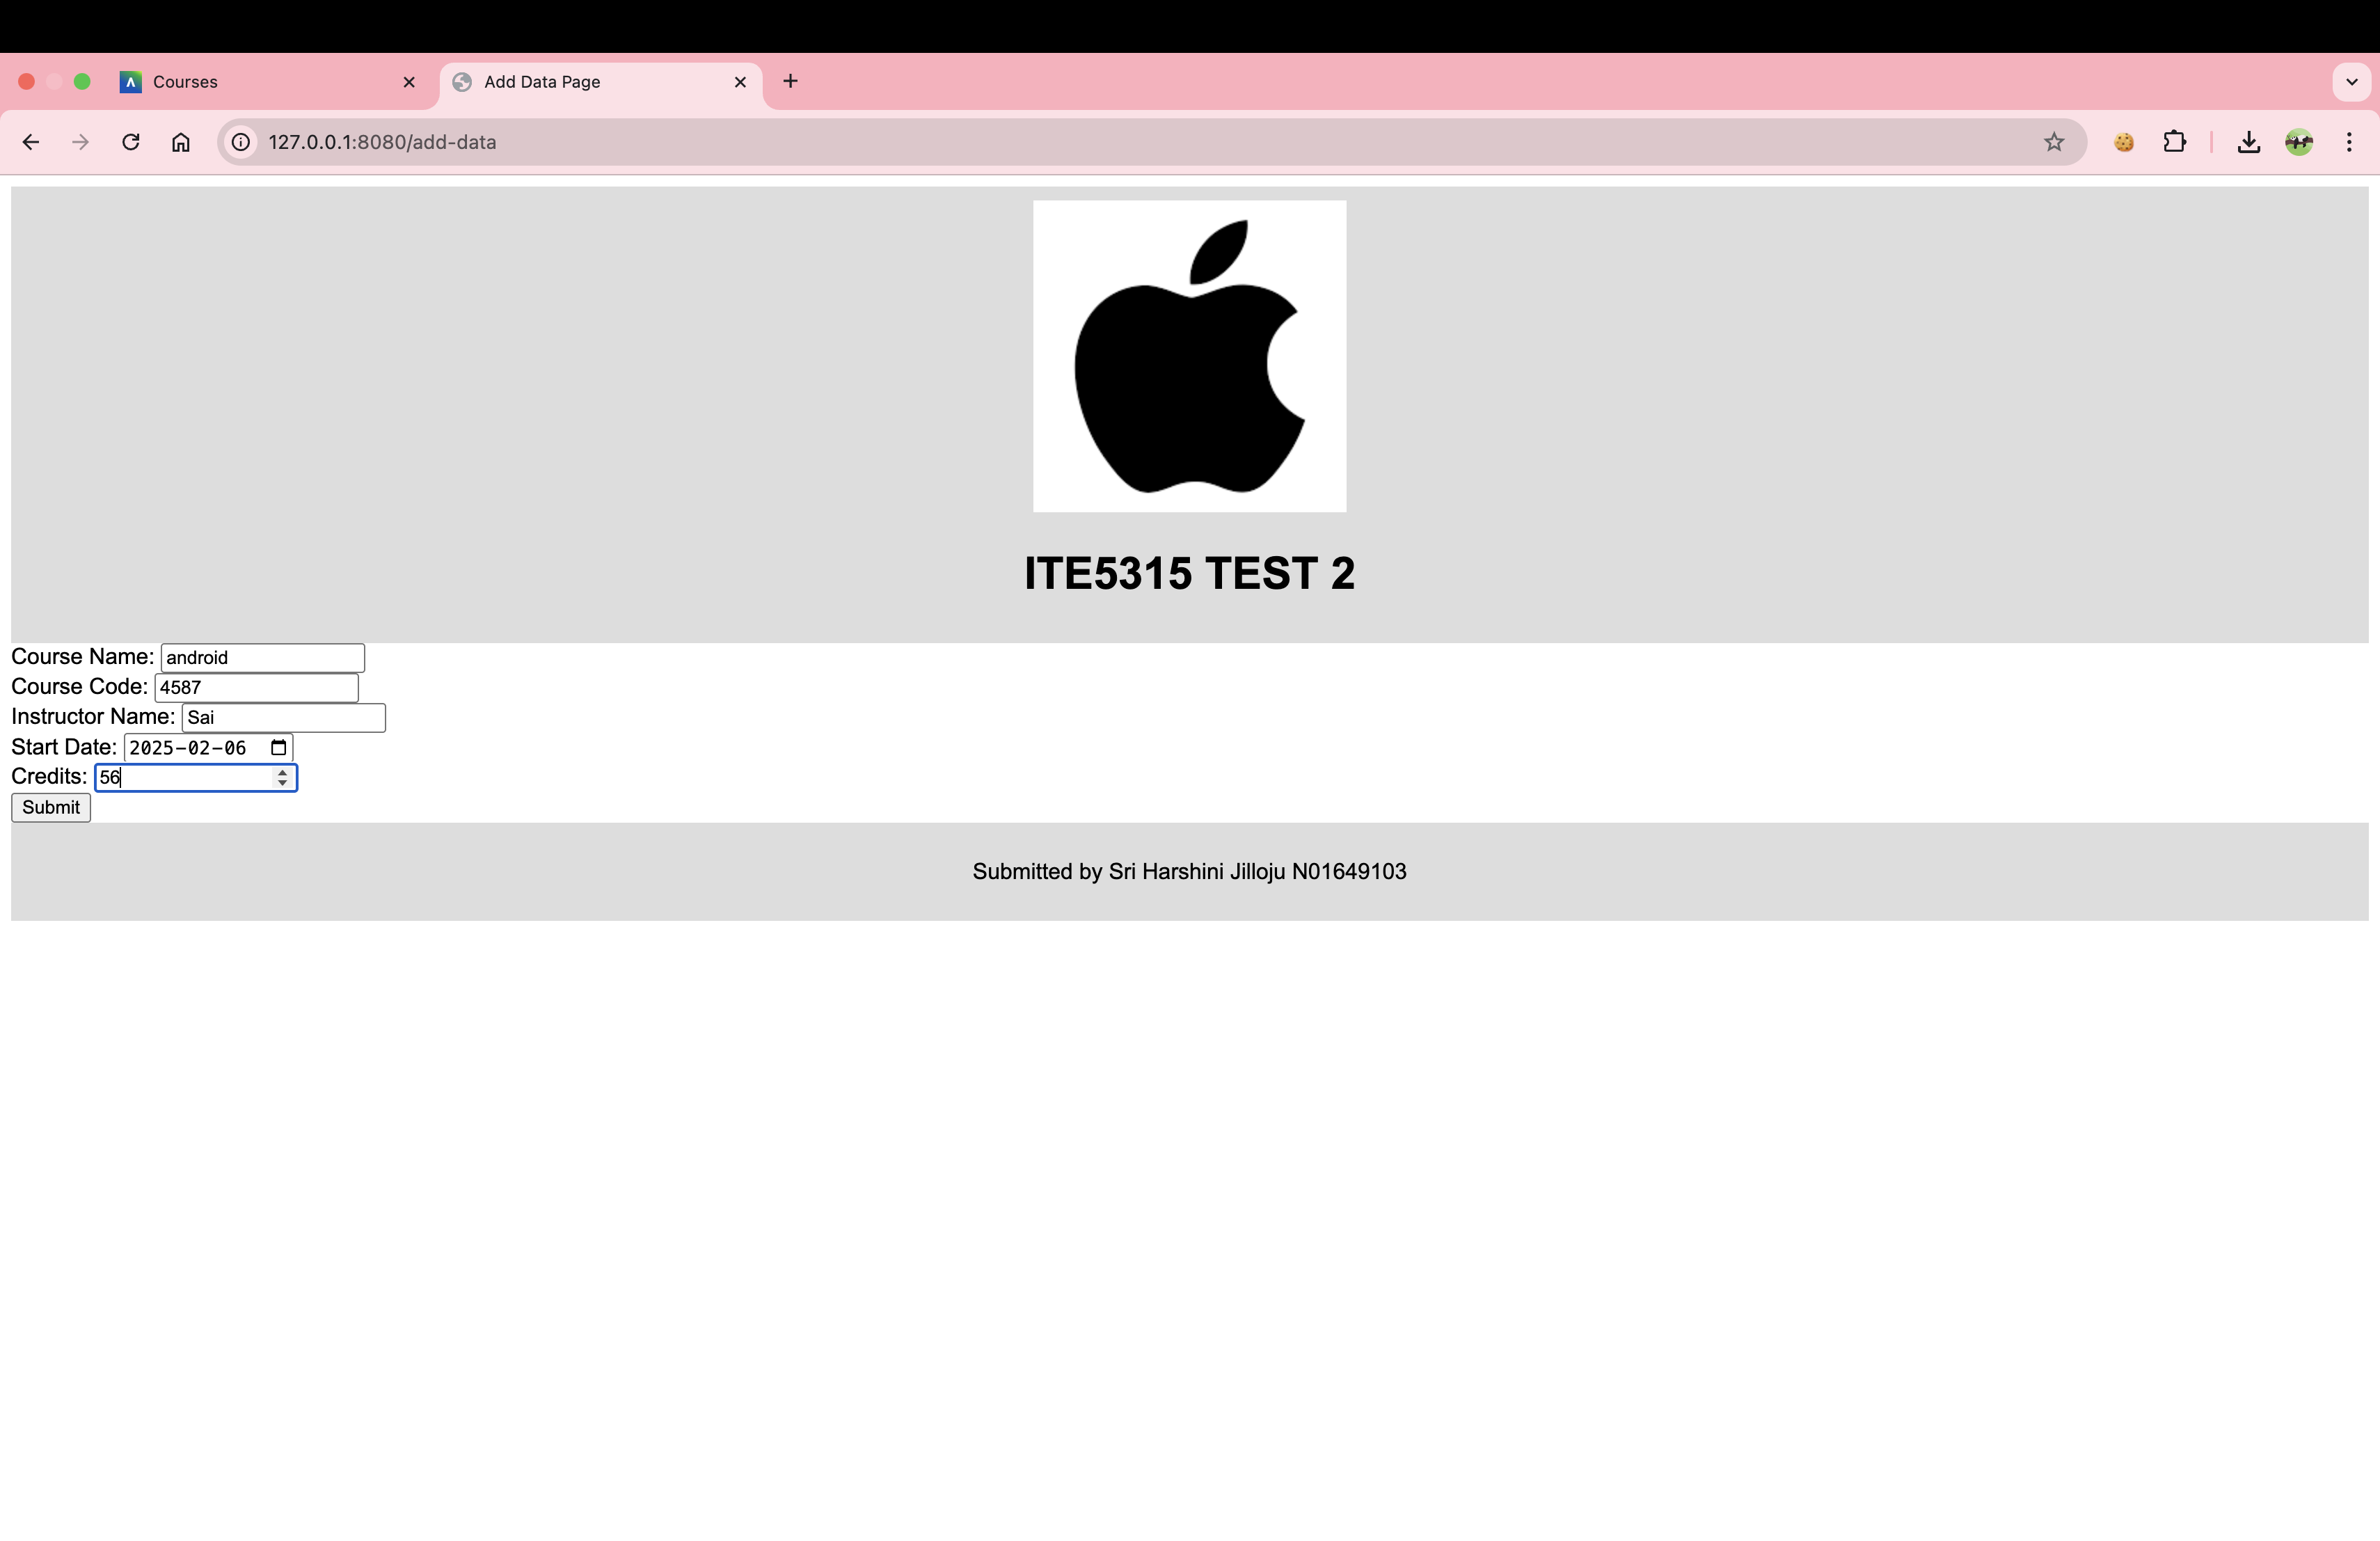 Courses
Add Data Page
127.0.0.1:8080/add-data
ITE5315 TEST 2
Course Name: android
Course Code: 4587
Instructor Name: Sai
Start Date: 2025-02-06
Credits: 56
Submit
Submitted by Sri Harshini Jilloju N01649103